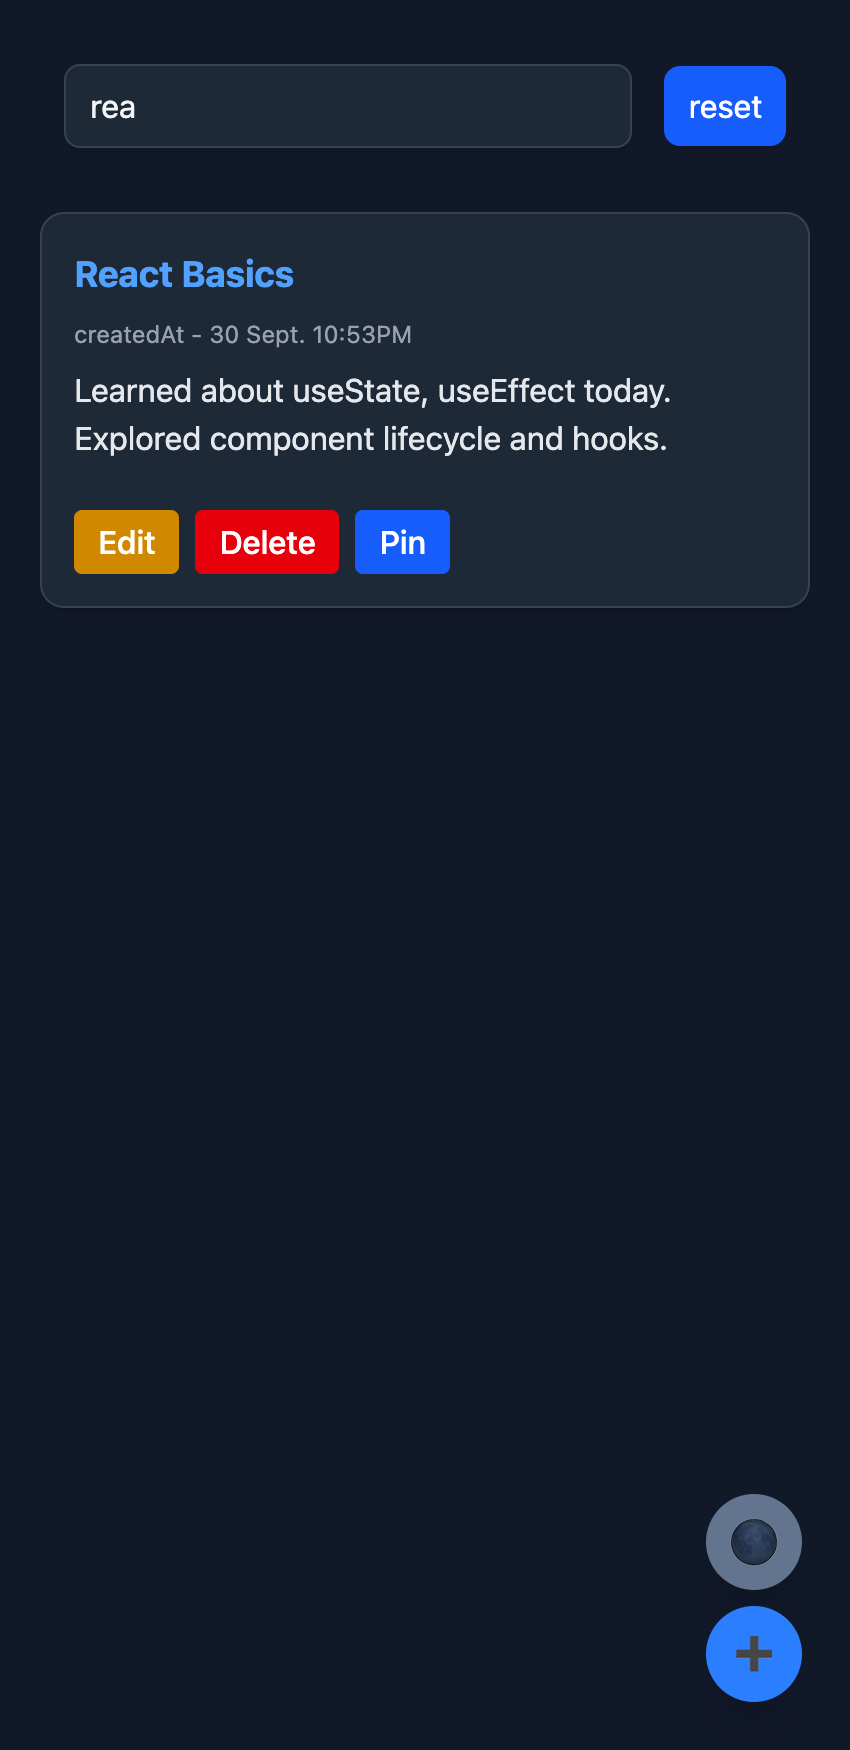 rea
reset
React Basics
createdAt - 30 Sept. 10:53PM
Learned about useState, useEffect today.
Explored component lifecycle and hooks.
Edit
Delete
Pin